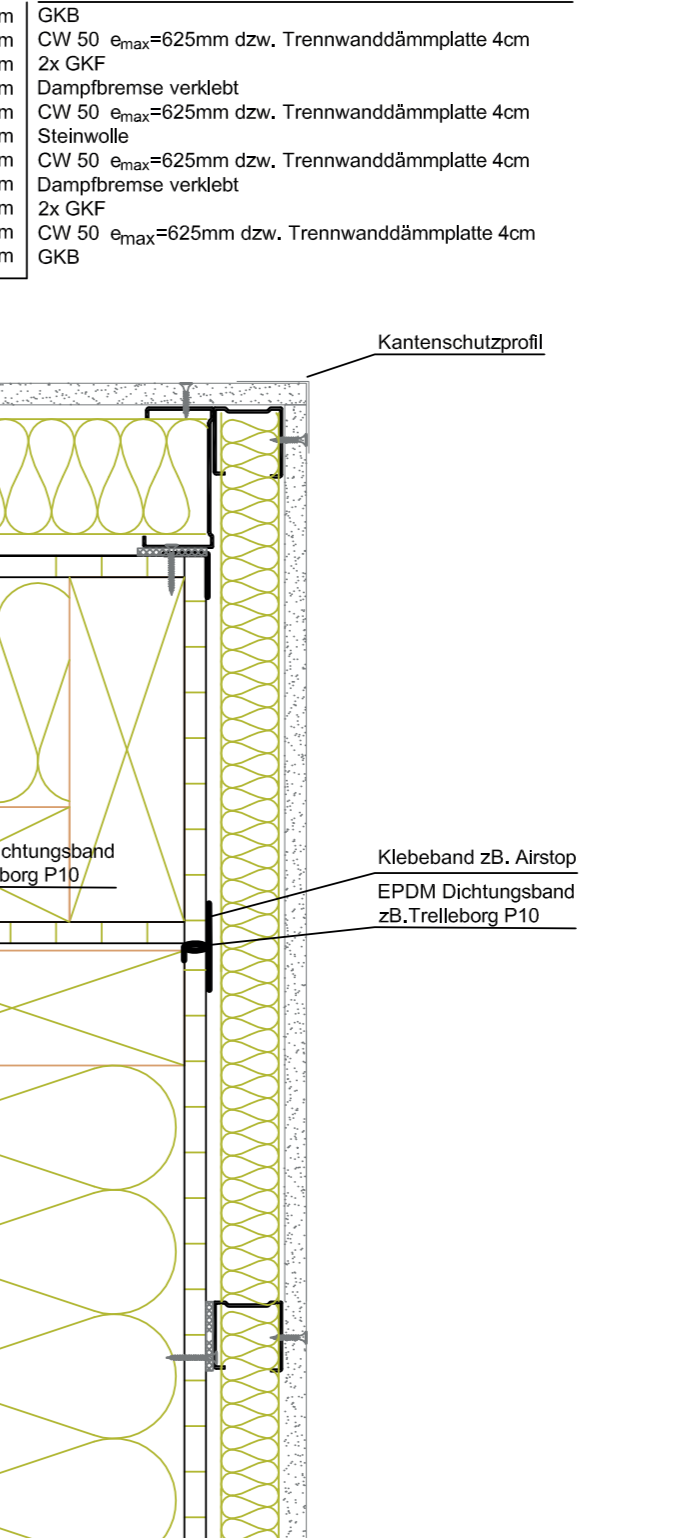 m GKB
m CW 50 emax=625mm dzw. Trennwanddämmplatte 4cm
m 2x GKF
m Dampfbremse verklebt
m CW 50 emax=625mm dzw. Trennwanddämmplatte 4cm
m Steinwolle
m CW 50 emax=625mm dzw. Trennwanddämmplatte 4cm
m Dampfbremse verklebt
m 2x GKF
m CW 50 emax=625mm dzw. Trennwanddämmplatte 4cm
m GKB
Kantenschutzprofil
chtungsband
borg P10
Klebeband zB. Airstop
EPDM Dichtungsband
zB.Trelleborg P10